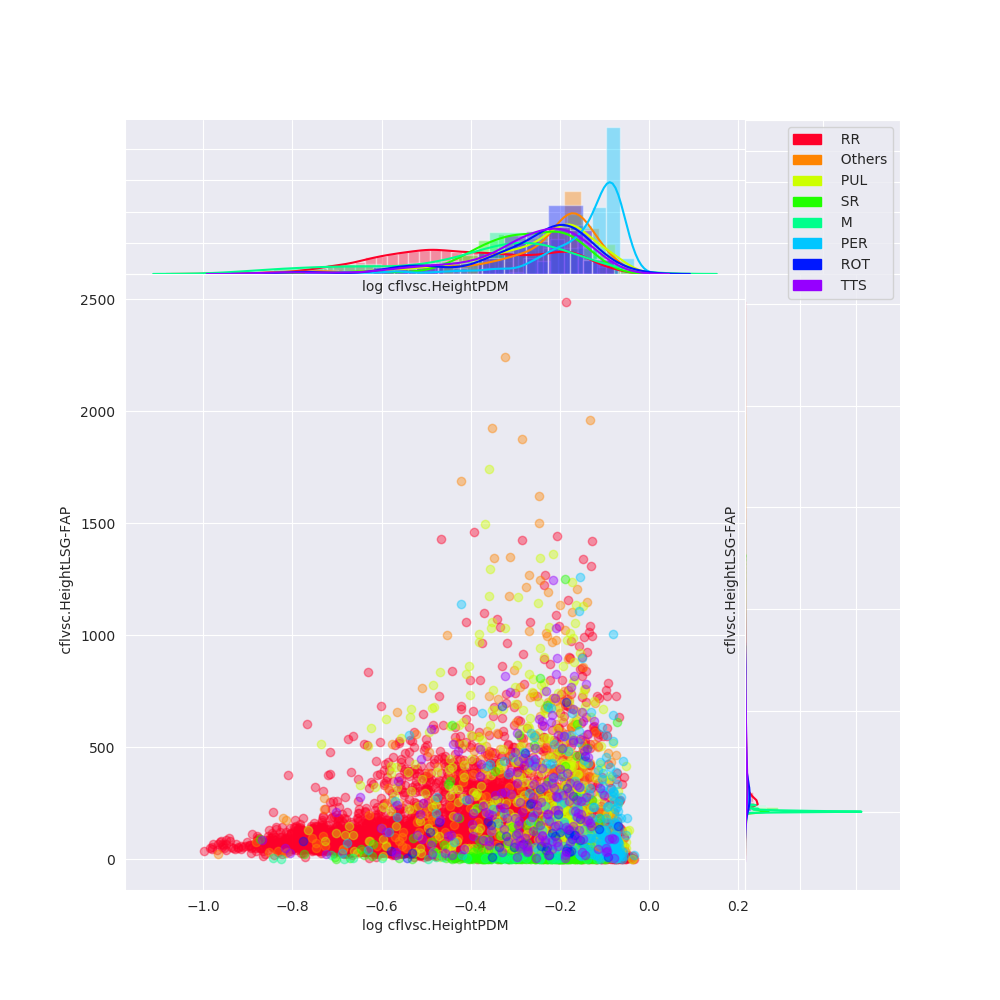 RR
Others
PUL
SR
M
PER
ROT
TTS
log cflvsc.HeightPDM
2500
2000
1500
1000
500
0
cflvsc.HeightLSG-FAP
cflvsc.HeightLSG-FAP
−1.0 −0.8 −0.6 −0.4 −0.2 0.0 0.2
log cflvsc.HeightPDM